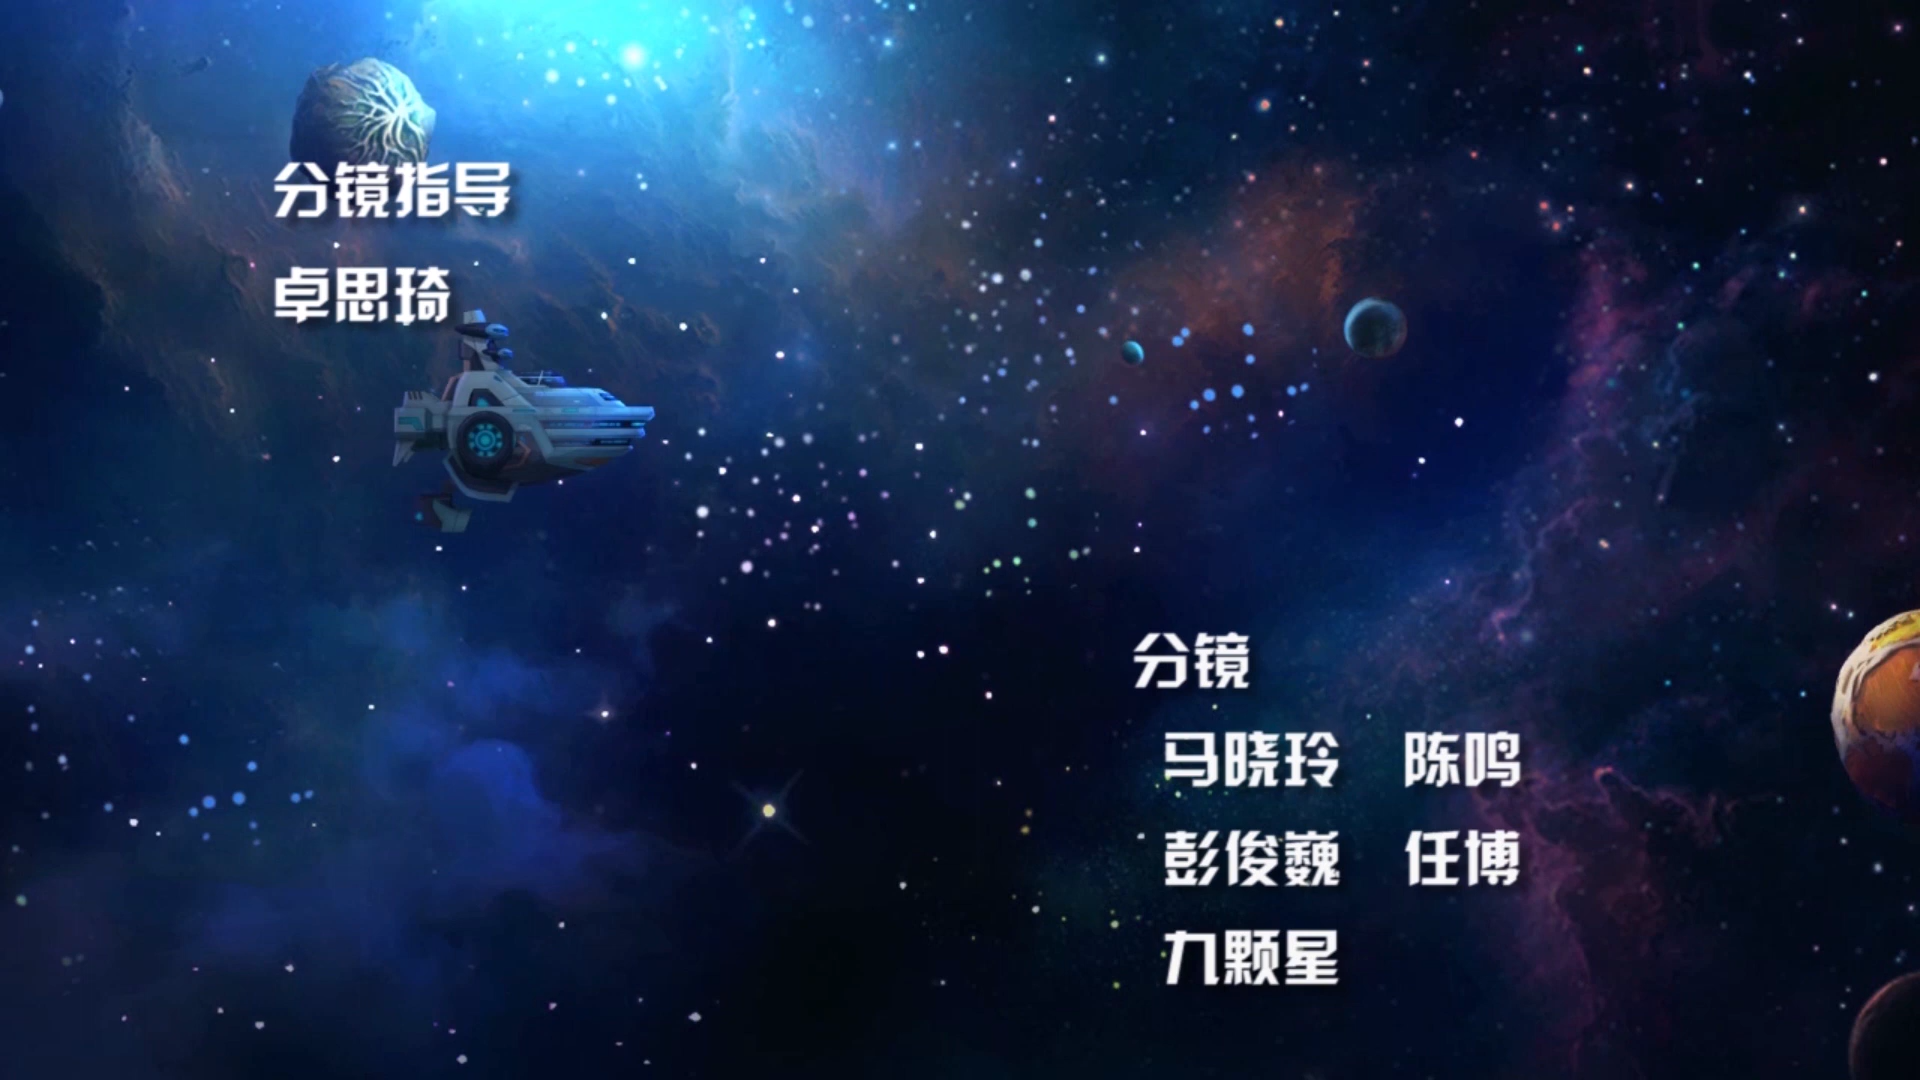 分镜指导
卓思琦
分镜
马晓玲 陈鸣
彭俊巍 任博
九颗星